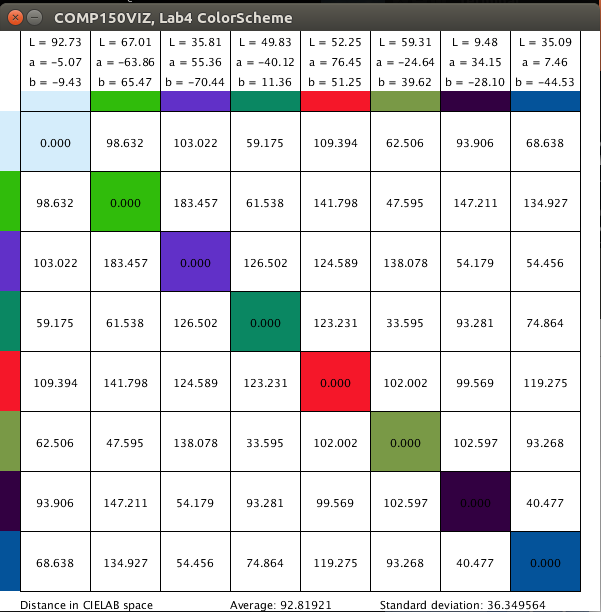 COMP150VIZ, Lab4 ColorScheme
L = 92.73 L = 67.01 L = 35.81 L = 49.83 L = 52.25 L = 59.31 L = 9.48 L = 35.09
a = -5.07 a = -63.86 a = 55.36 a = -40.12 a = 76.45 a = -24.64 a = 34.15 a = 7.46
b = -9.43 b = 65.47 b = -70.44 b = 11.36 b = 51.25 b = 39.62 b = -28.10 b = -44.53
0.000 98.632 103.022 59.175 109.394 62.506 93.906 68.638
98.632 0.000 183.457 61.538 141.798 47.595 147.211 134.927
103.022 183.457 0.000 126.502 124.589 138.078 54.179 54.456
59.175 61.538 126.502 0.000 123.231 33.595 93.281 74.864
109.394 141.798 124.589 123.231 0.000 102.002 99.569 119.275
62.506 47.595 138.078 33.595 102.002 0.000 102.597 93.268
93.906 147.211 54.179 93.281 99.569 102.597 0.000 40.477
68.638 134.927 54.456 74.864 119.275 93.268 40.477 0.000
Distance in CIELAB space Average: 92.81921 Standard deviation: 36.349564